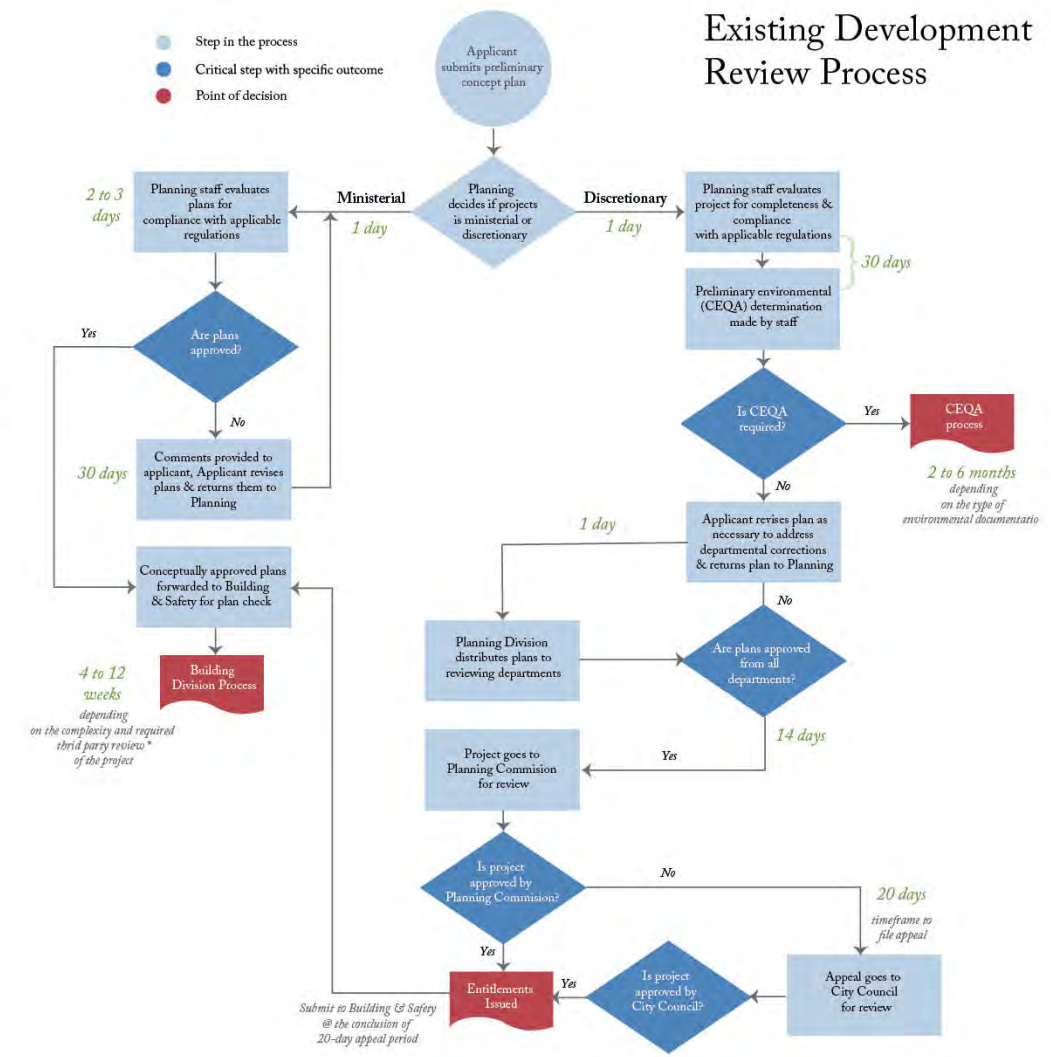 Existing Development
Review Process
Step in the process
Critical step with specific outcome
Point of decision
Applicant
submits preliminary
concept plan
Planning
decides if projects
is ministerial or
discretionary
Ministerial
1 day
Discretionary
1 day
2 to 3
days
Planning staff evaluates
plans for
compliance with applicable
regulations
Are plans
approved?
Yes
No
30 days
Comments provided to
applicant, Applicant revises
plans & returns them to
Planning
Conceptually approved plans
forwarded to Building
& Safety for plan check
Building
Division Process
4 to 12
weeks
depending
on the complexity and required
thrid party review *
of the project
Planning staff evaluates
project for completeness &
compliance
with applicable regulations
30 days
Preliminary environmental
(CEQA) determination
made by staff
Is CEQA
required?
Yes
CEQA
process
2 to 6 months
depending
on the type of
environmental documentatio
No
Applicant revises plan as
necessary to address
departmental corrections
& returns plan to Planning
1 day
No
Planning Division
distributes plans to
reviewing departments
Are plans approved
from all
departments?
14 days
Yes
Project goes to
Planning Commision
for review
Is project
approved by
Planning Commision?
No
20 days
timeframe to
file appeal
Yes
Appeal goes to
City Council
for review
Is project
approved by
City Council?
Yes
Entitlements
Issued
Submit to Building & Safety
@ the conclusion of
20-day appeal period